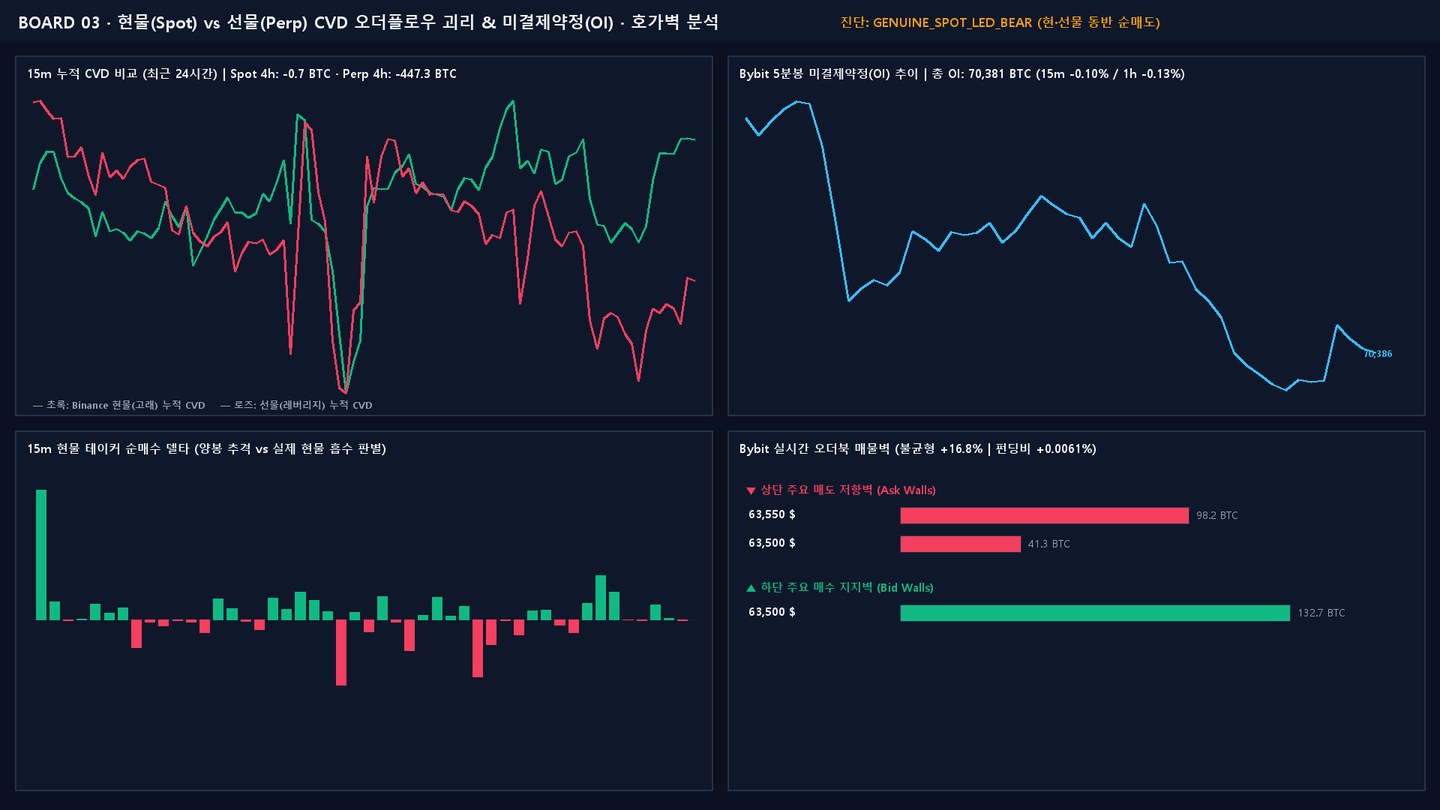 BOARD 03 · 현물(Spot) vs 선물(Perp) CVD 오더플로우 괴리 & 미결제약정(OI) · 호가벽 분석
진단: GENUINE_SPOT_LED_BEAR (현·선물 동반 순매도)
15m 누적 CVD 비교 (최근 24시간) | Spot 4h: -0.7 BTC · Perp 4h: -447.3 BTC
— 초록: Binance 현물(고래) 누적 CVD — 로즈: 선물(레버리지) 누적 CVD
Bybit 5분봉 미결제약정(OI) 추이 | 총 OI: 70,381 BTC (15m -0.10% / 1h -0.13%)
70,386
15m 현물 테이커 순매수 델타 (양봉 추격 vs 실제 현물 흡수 판별)
Bybit 실시간 오더북 매물벽 (불균형 +16.8% | 펀딩비 +0.0061%)
▼ 상단 주요 매도 저항벽 (Ask Walls)
63,550 $ 98.2 BTC
63,500 $ 41.3 BTC
▲ 하단 주요 매수 지지벽 (Bid Walls)
63,500 $ 132.7 BTC